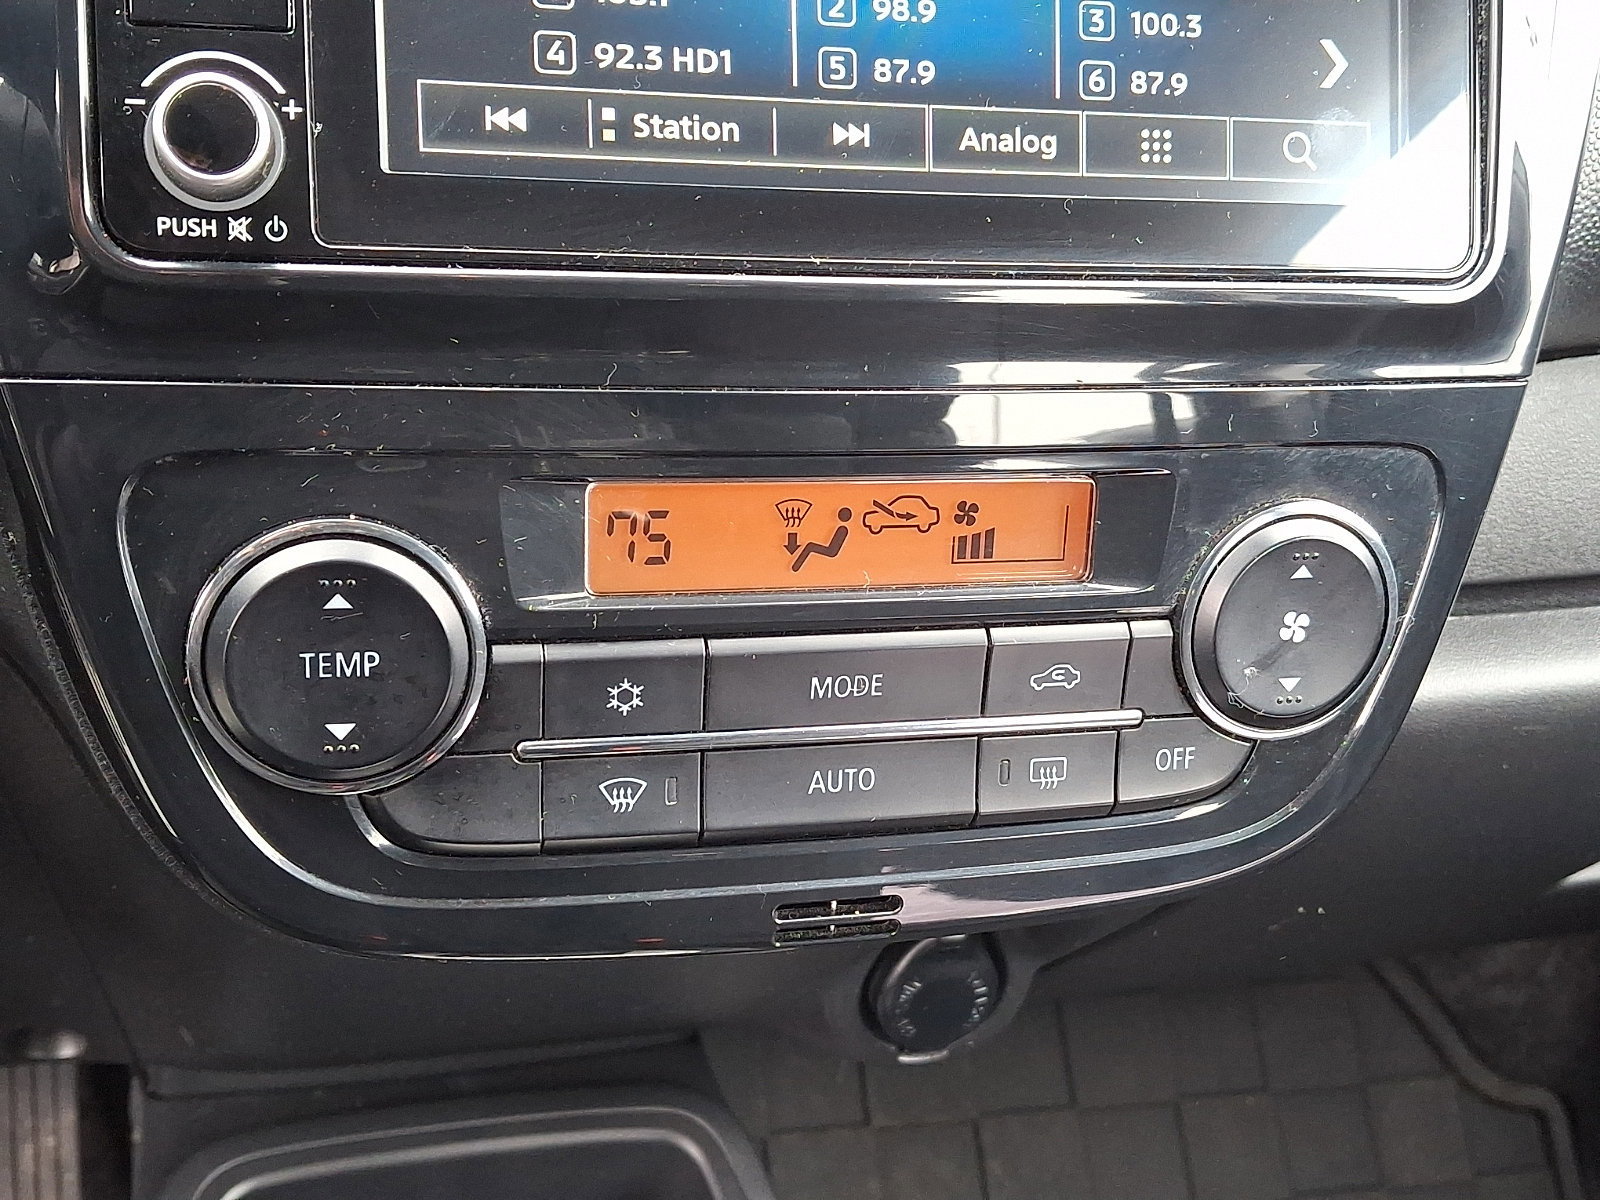 2 98.9
3 100.3
4 92.3 HD1
5 87.9
6 87.9
Station
Analog
- +
PUSH
75
TEMP
MODE
AUTO
OFF